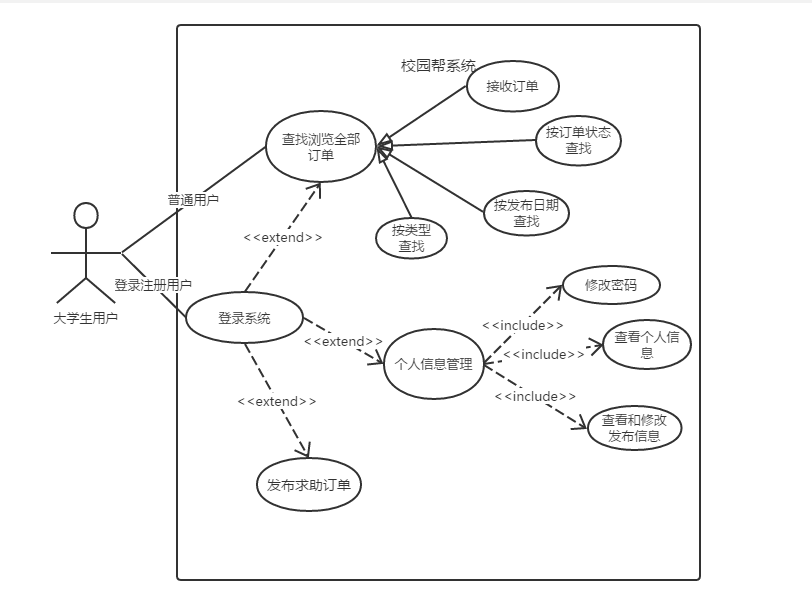 校园帮系统
接收订单
查找浏览全部
订单
按订单状态
查找
普通用户
按发布日期
查找
<<extend>>
按类型
查找
登录注册用户
修改密码
大学生用户
登录系统
<<include>>
<<extend>>
<<include>>
查看个人信
息
个人信息管理
<<include>>
<<extend>>
查看和修改
发布信息
发布求助订单